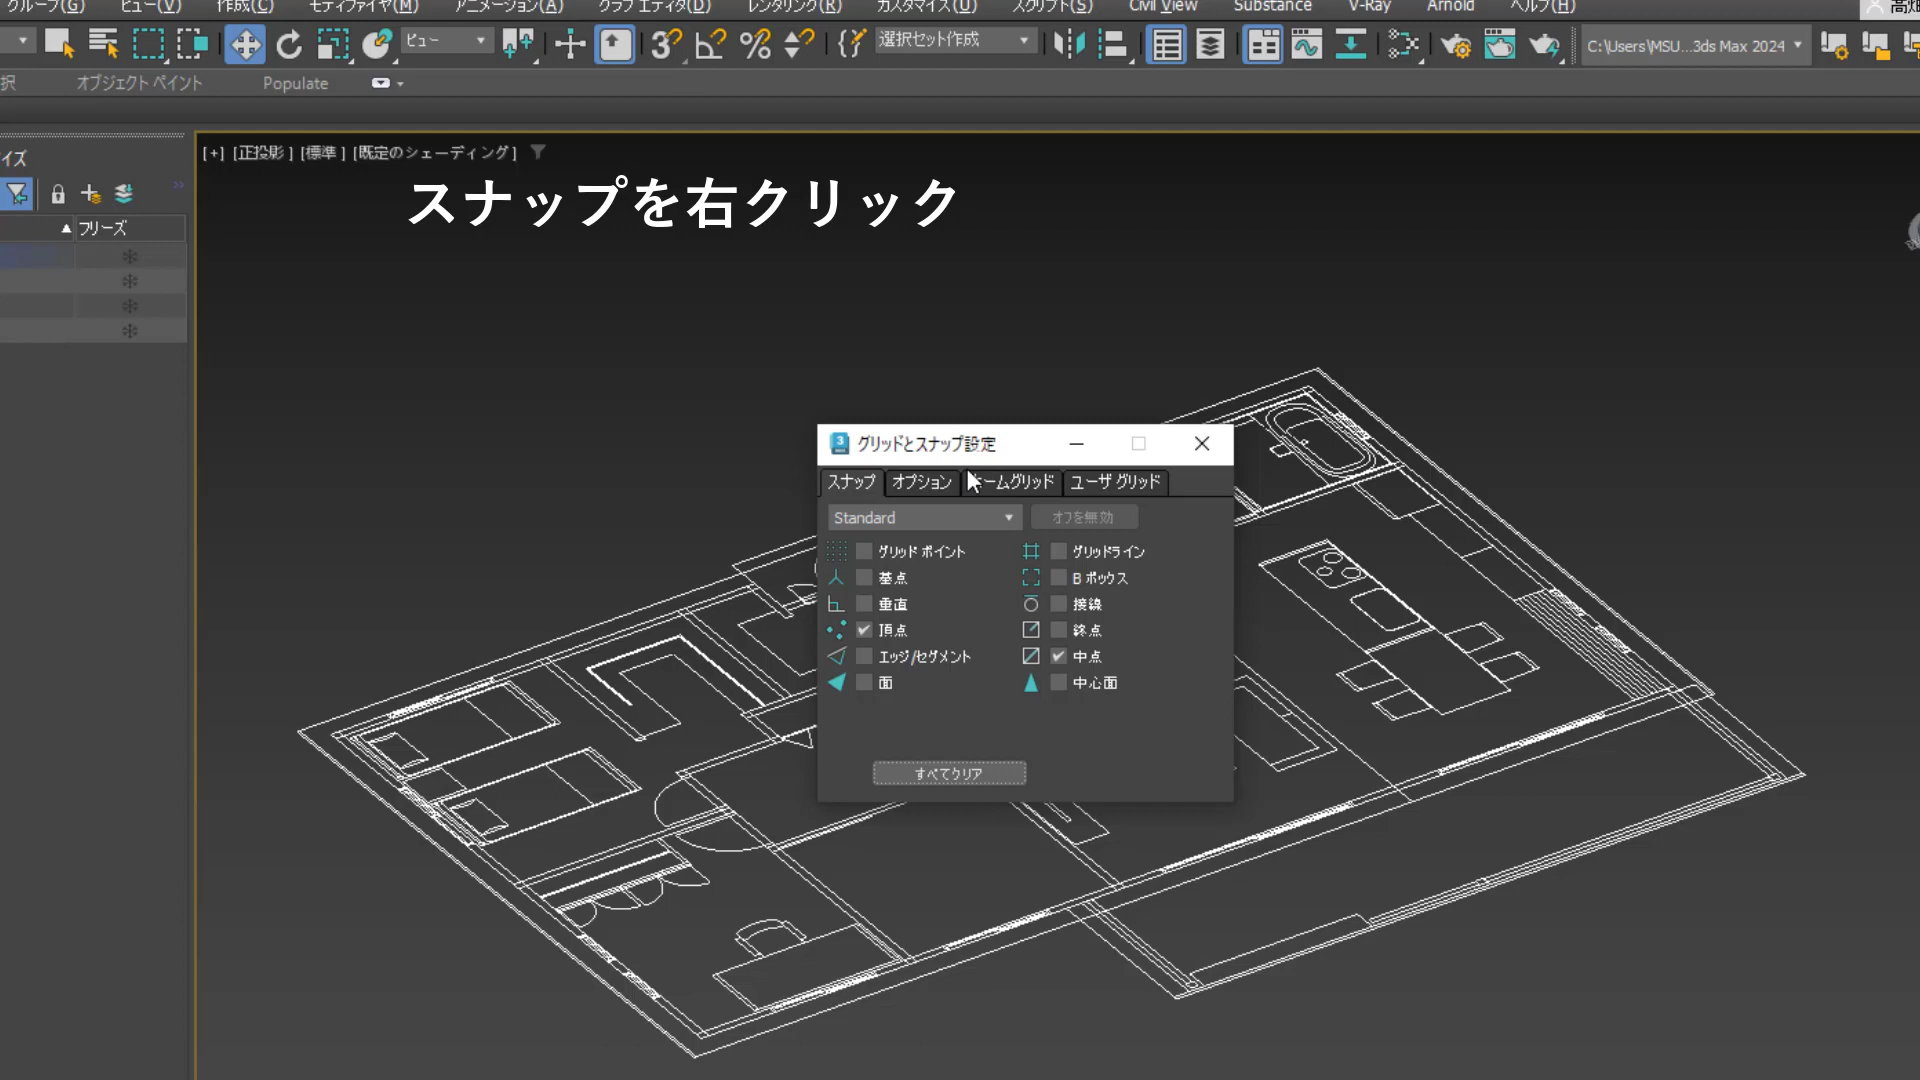 グループ(G) ビュー(V) 作成(C) モディファイヤ(M) アニメーション(A) グラフ エディタ(D) レンダリング(R) カスタマイズ(U) スクリプト(S) Civil View Substance V-Ray Arnold ヘルプ(H)
ビュー 選択セット作成 C:\Users\MSU...3ds Max 2024
択 オブジェクト ペイント Populate
イズ
[+] [正投影] [標準] [既定のシェーディング]
スナップを右クリック
フリーズ
グリッドとスナップ設定
スナップ オプション ームグリッド ユーザ グリッド
Standard オフを無効
グリッド ポイント グリッドライン
基点 B ボックス
垂直 接線
頂点 終点
エッジ/セグメント 中点
面 中心面
すべてクリア